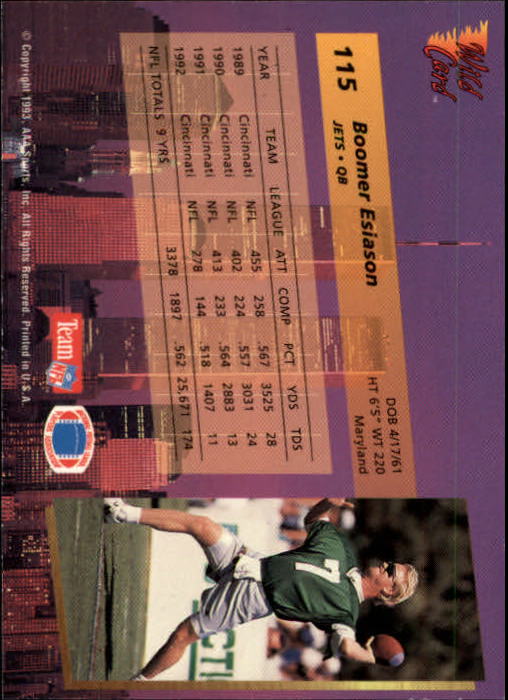 Wild Card™
115 Boomer Esiason
JETS • QB
DOB 4/17/61
HT 6'5" WT 220
Maryland
YEAR TEAM LEAGUE ATT COMP PCT YDS TDS
1989 Cincinnati NFL 455 258 .567 3525 28
1990 Cincinnati NFL 402 224 .557 3031 24
1991 Cincinnati NFL 413 233 .564 2883 13
1992 Cincinnati NFL 278 144 .518 1407 11
NFL TOTALS 9 YRS 3378 1897 .562 25,671 174
Team NFL
7
© Copyright 1993, AAA Sports, Inc. All Rights Reserved. Printed in U.S.A.